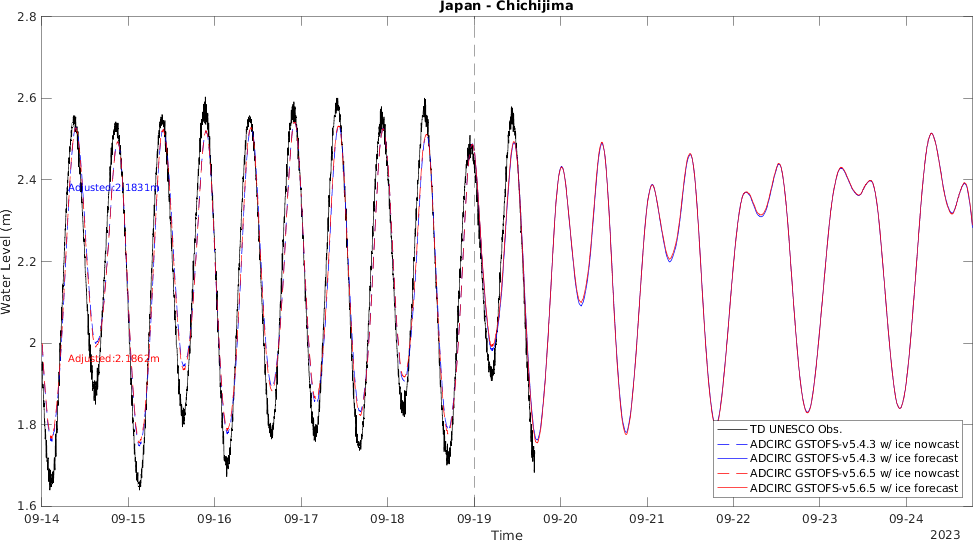 Japan - Chichijima
2.8
2.6
2.4
2.2
2
1.8
1.6
Water Level (m)
Adjusted:2.1831m
Adjusted:2.1862m
TD UNESCO Obs.
ADCIRC GSTOFS-v5.4.3 w/ ice nowcast
ADCIRC GSTOFS-v5.4.3 w/ ice forecast
ADCIRC GSTOFS-v5.6.5 w/ ice nowcast
ADCIRC GSTOFS-v5.6.5 w/ ice forecast
09-14 09-15 09-16 09-17 09-18 09-19 09-20 09-21 09-22 09-23 09-24
Time
2023